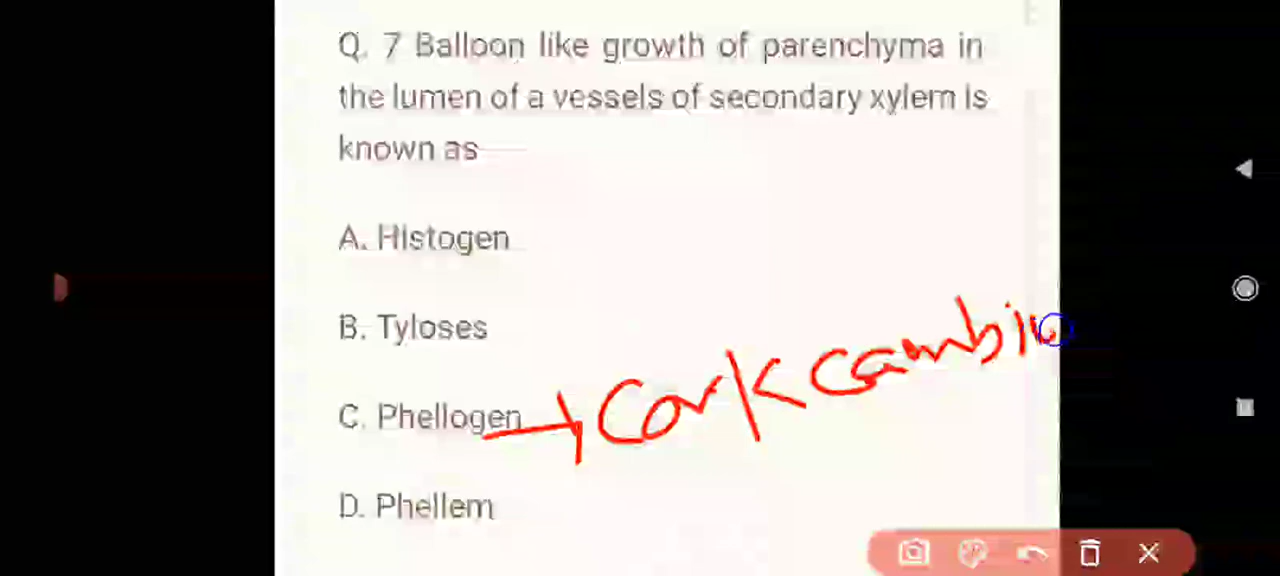 Q. 7 Balloon like growth of parenchyma in
the lumen of a vessels of secondary xylem is
known as
A. Histogen
B. Tyloses
C. Phellogen → Cork cambiu
D. Phellem